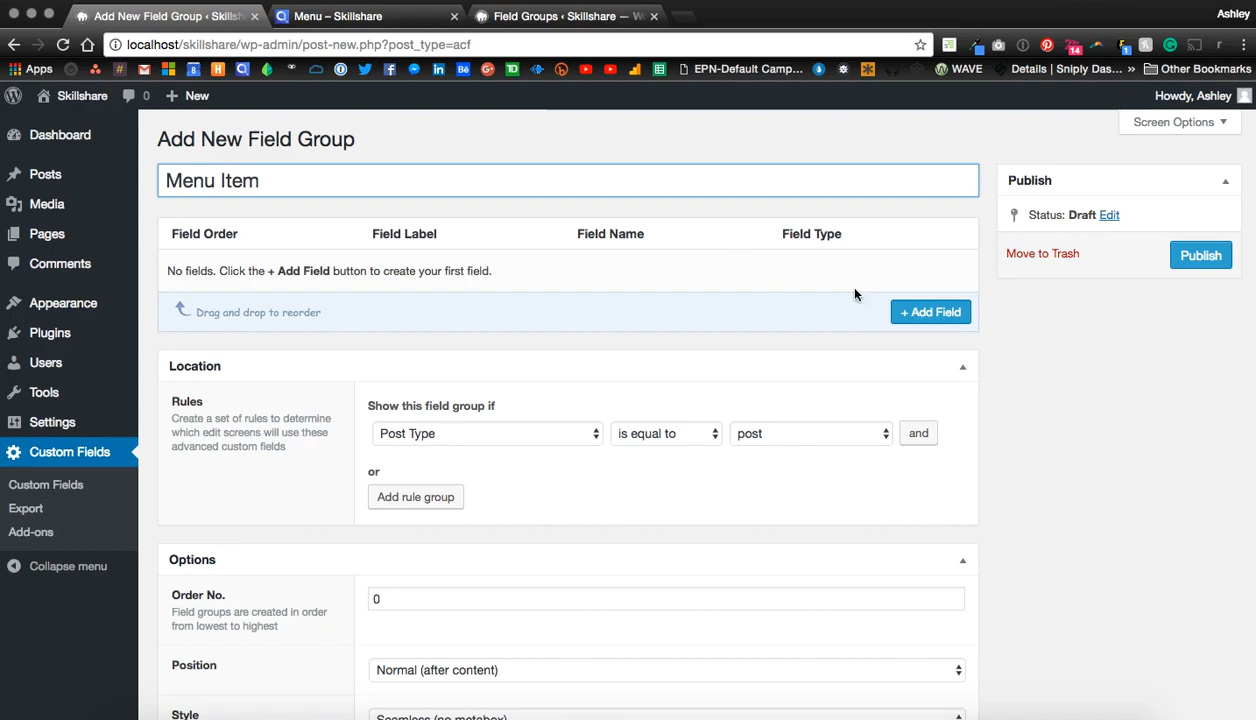 Add New Field Group ‹ Skillsh
Menu – Skillshare
Field Groups ‹ Skillshare — W
Ashley
localhost/skillshare/wp-admin/post-new.php?post_type=acf
Apps
EPN-Default Camp...
WAVE
Details | Sniply Das...
»
Other Bookmarks
Skillshare
0
New
Howdy, Ashley
Screen Options
Dashboard
Posts
Media
Pages
Comments
Appearance
Plugins
Users
Tools
Settings
Custom Fields
Custom Fields
Export
Add-ons
Collapse menu
Add New Field Group
Menu Item
Field Order Field Label Field Name Field Type
No fields. Click the + Add Field button to create your first field.
Drag and drop to reorder
+ Add Field
Location
Rules
Create a set of rules to determine
which edit screens will use these
advanced custom fields
Show this field group if
Post Type is equal to post and
or
Add rule group
Options
Order No.
Field groups are created in order
from lowest to highest
0
Position
Normal (after content)
Style
Seamless (no metabox)
Publish
Status: Draft Edit
Move to Trash
Publish